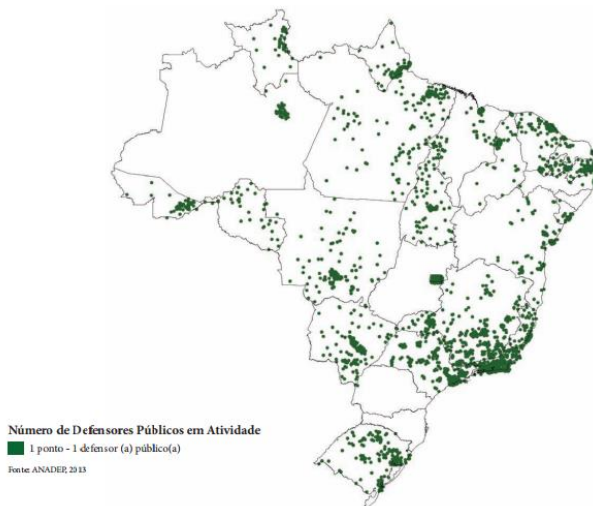 Número de Defensores Públicos em Atividade
1 ponto - 1 defensor (a) público(a)
Fonte: ANADEP, 2013